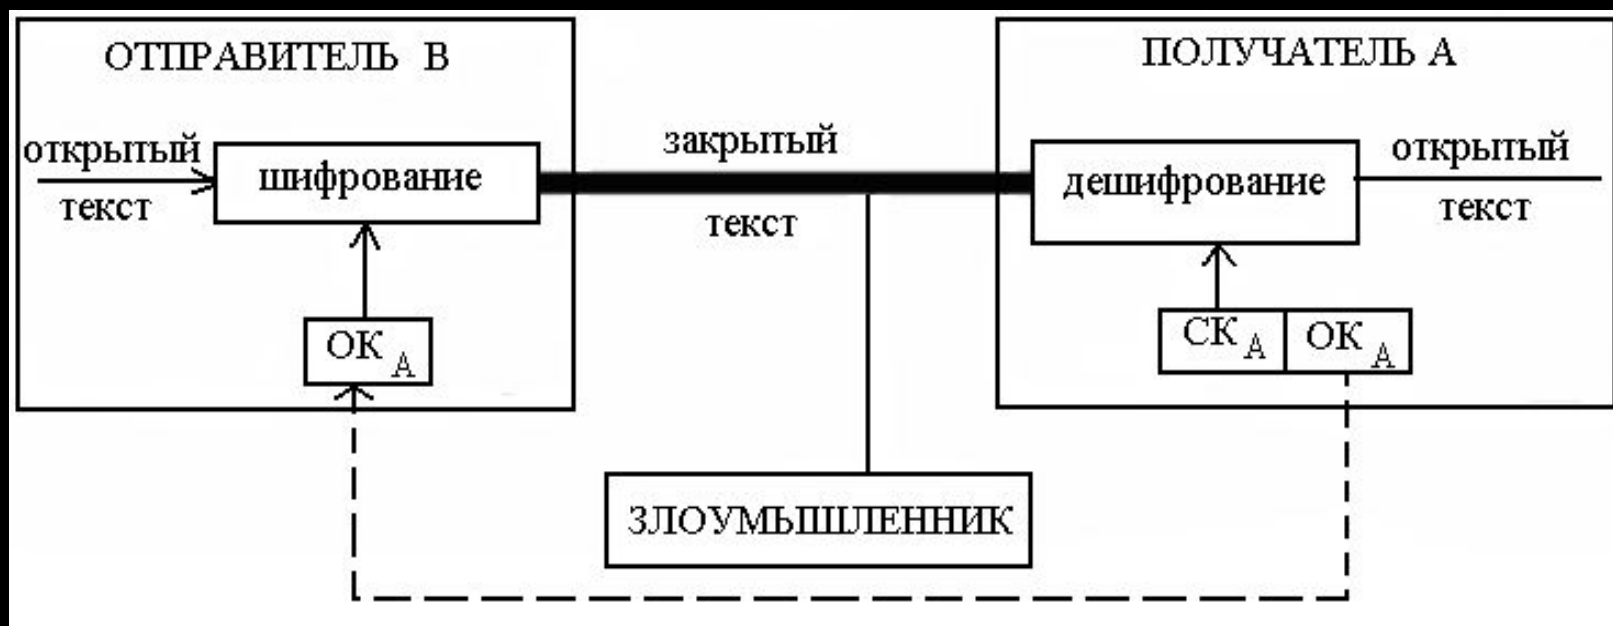 ОТПРАВИТЕЛЬ В
ПОЛУЧАТЕЛЬ А
открытый
текст
шифрование
закрытый
текст
дешифрование
открытый
текст
ОК А
СК А
ОК А
ЗЛОУМЫШЛЕННИК